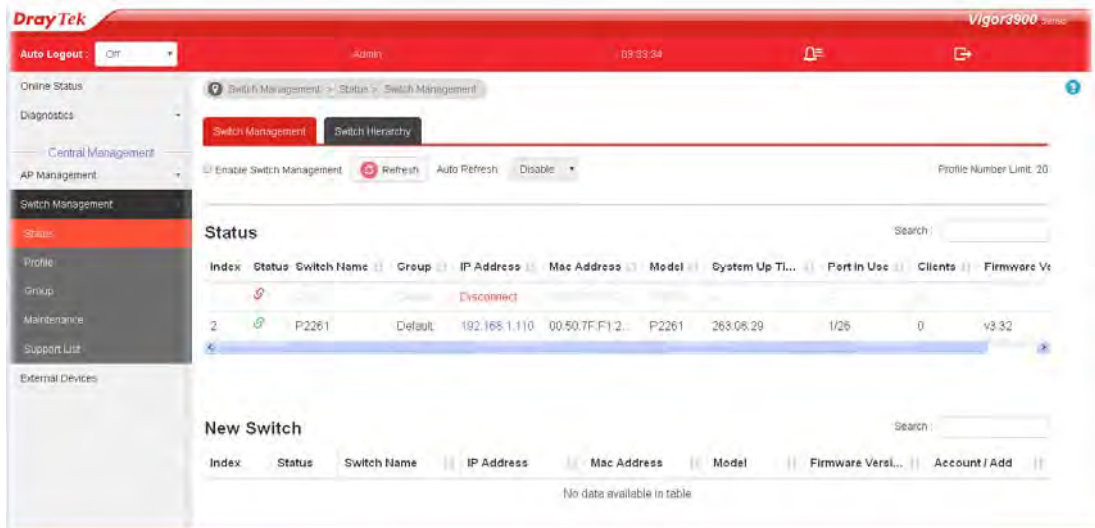 DrayTek
Vigor3900 Series
Auto Logout : Off
Admin
Online Status
Diagnostics
Central Management
AP Management
Switch Management
Status
Profile
Group
Maintenance
Support List
External Devices
Switch Management > Status > Switch Management
Switch Management Switch Hierarchy
Enable Switch Management Refresh Auto Refresh Disable Profile Number Limit: 20
Status Search
Index Status Switch Name Group IP Address Mac Address Model System Up Ti... Port in Use Clients Firmware Ve
Disconnect
2 P2261 Default 192.168.1.110 00.50.7F.F1.2... P2261 263.06.29 1/26 0 v3.32
New Switch Search
Index Status Switch Name IP Address Mac Address Model Firmware Versi... Account / Add
No data available in table